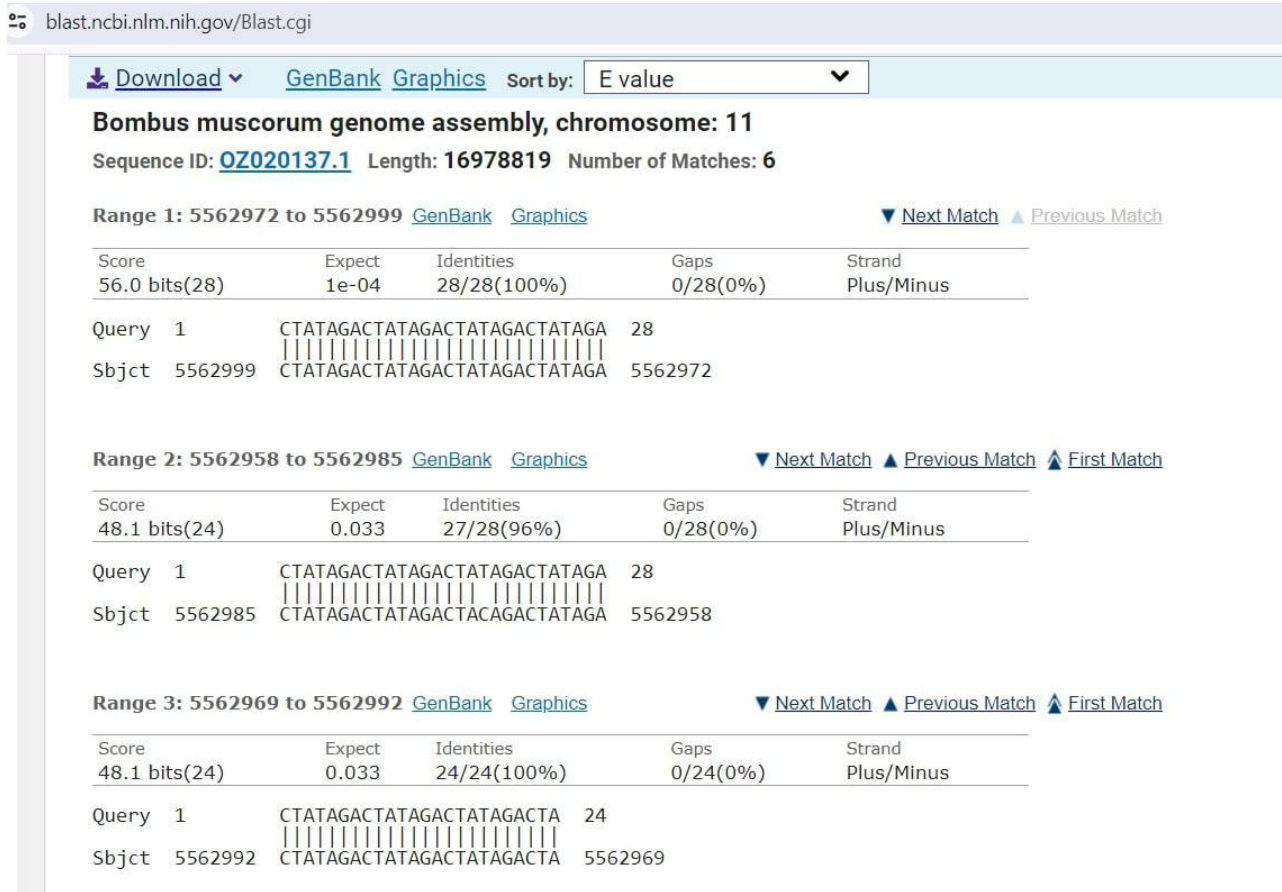 blast.ncbi.nlm.nih.gov/Blast.cgi
Download GenBank Graphics Sort by: E value
Bombus muscorum genome assembly, chromosome: 11
Sequence ID: OZ020137.1 Length: 16978819 Number of Matches: 6
Range 1: 5562972 to 5562999 GenBank Graphics ▼ Next Match ▲ Previous Match
Score Expect Identities Gaps Strand
56.0 bits(28) 1e-04 28/28(100%) 0/28(0%) Plus/Minus
Query 1 CTATAGACTATAGACTATAGACTATAGA 28
||||||||||||||||||||||||||||
Sbjct 5562999 CTATAGACTATAGACTATAGACTATAGA 5562972
Range 2: 5562958 to 5562985 GenBank Graphics ▼ Next Match ▲ Previous Match First Match
Score Expect Identities Gaps Strand
48.1 bits(24) 0.033 27/28(96%) 0/28(0%) Plus/Minus
Query 1 CTATAGACTATAGACTATAGACTATAGA 28
||||||||||||||||| ||||||||||
Sbjct 5562985 CTATAGACTATAGACTACAGACTATAGA 5562958
Range 3: 5562969 to 5562992 GenBank Graphics ▼ Next Match ▲ Previous Match First Match
Score Expect Identities Gaps Strand
48.1 bits(24) 0.033 24/24(100%) 0/24(0%) Plus/Minus
Query 1 CTATAGACTATAGACTATAGACTA 24
||||||||||||||||||||||||
Sbjct 5562992 CTATAGACTATAGACTATAGACTA 5562969